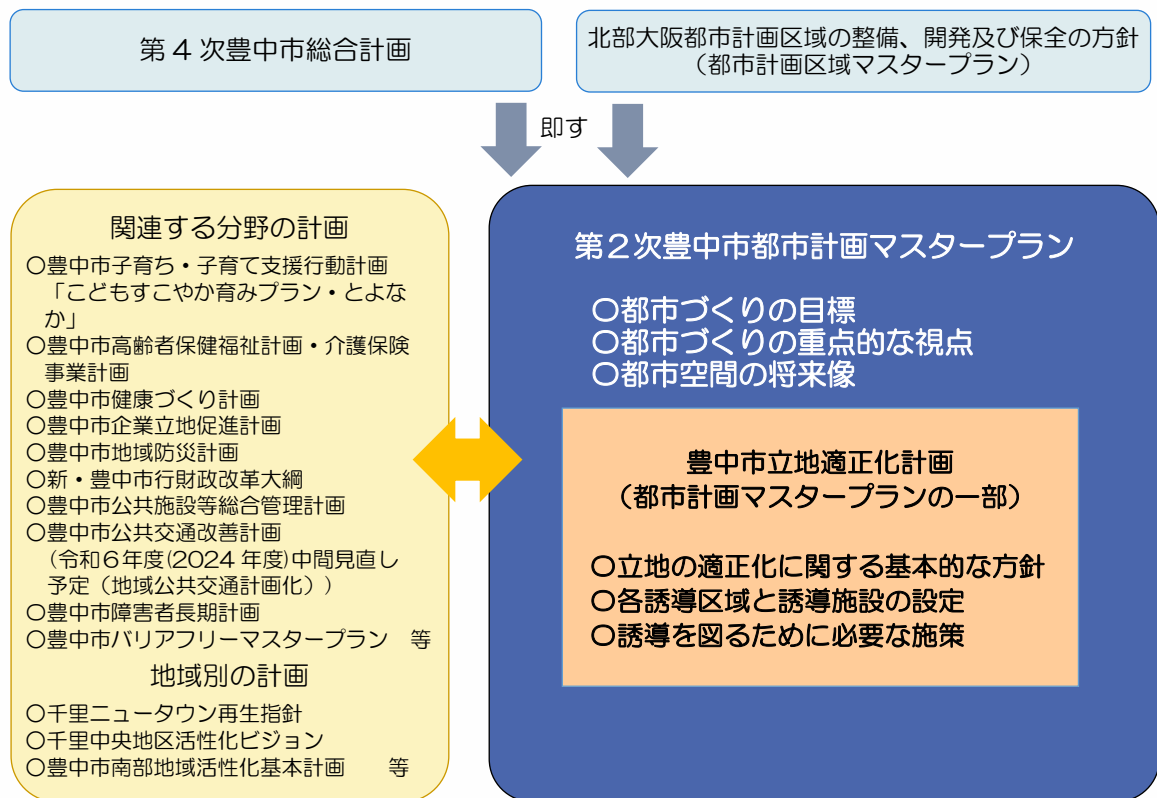 第４次豊中市総合計画
北部大阪都市計画区域の整備、開発及び保全の方針
（都市計画区域マスタープラン）
即す
関連する分野の計画
〇豊中市子育ち・子育て支援行動計画
「こどもすこやか育みプラン・とよな
か」
〇豊中市高齢者保健福祉計画・介護保険
事業計画
〇豊中市健康づくり計画
〇豊中市企業立地促進計画
〇豊中市地域防災計画
〇新・豊中市行財政改革大綱
〇豊中市公共施設等総合管理計画
〇豊中市公共交通改善計画
（令和６年度(2024 年度)中間見直し
予定（地域公共交通計画化））
〇豊中市障害者長期計画
〇豊中市バリアフリーマスタープラン　等
地域別の計画
〇千里ニュータウン再生指針
〇千里中央地区活性化ビジョン
〇豊中市南部地域活性化基本計画　　等
第２次豊中市都市計画マスタープラン
〇都市づくりの目標
〇都市づくりの重点的な視点
〇都市空間の将来像
豊中市立地適正化計画
（都市計画マスタープランの一部）
〇立地の適正化に関する基本的な方針
〇各誘導区域と誘導施設の設定
〇誘導を図るために必要な施策